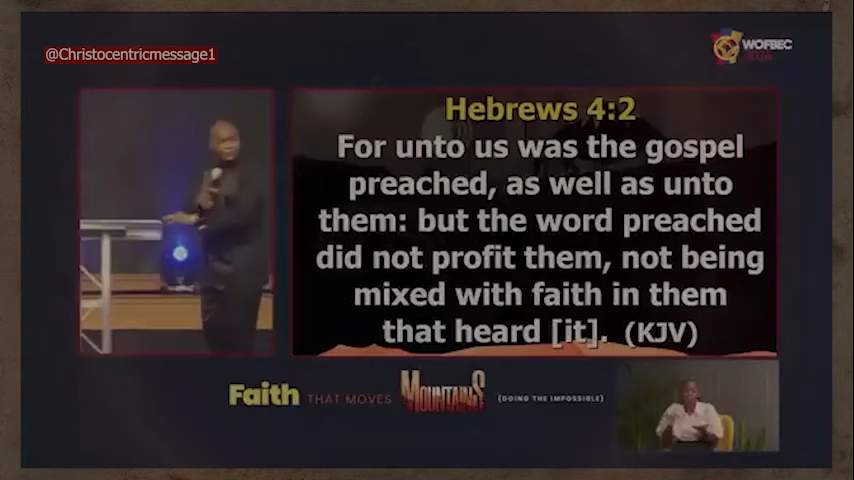 @Christocentricmessage1
WOFBEC
Hebrews 4:2
For unto us was the gospel
preached, as well as unto
them: but the word preached
did not profit them, not being
mixed with faith in them
that heard [it]. (KJV)
Faith THAT MOVES MOUNTAINS (DOING THE IMPOSSIBLE)